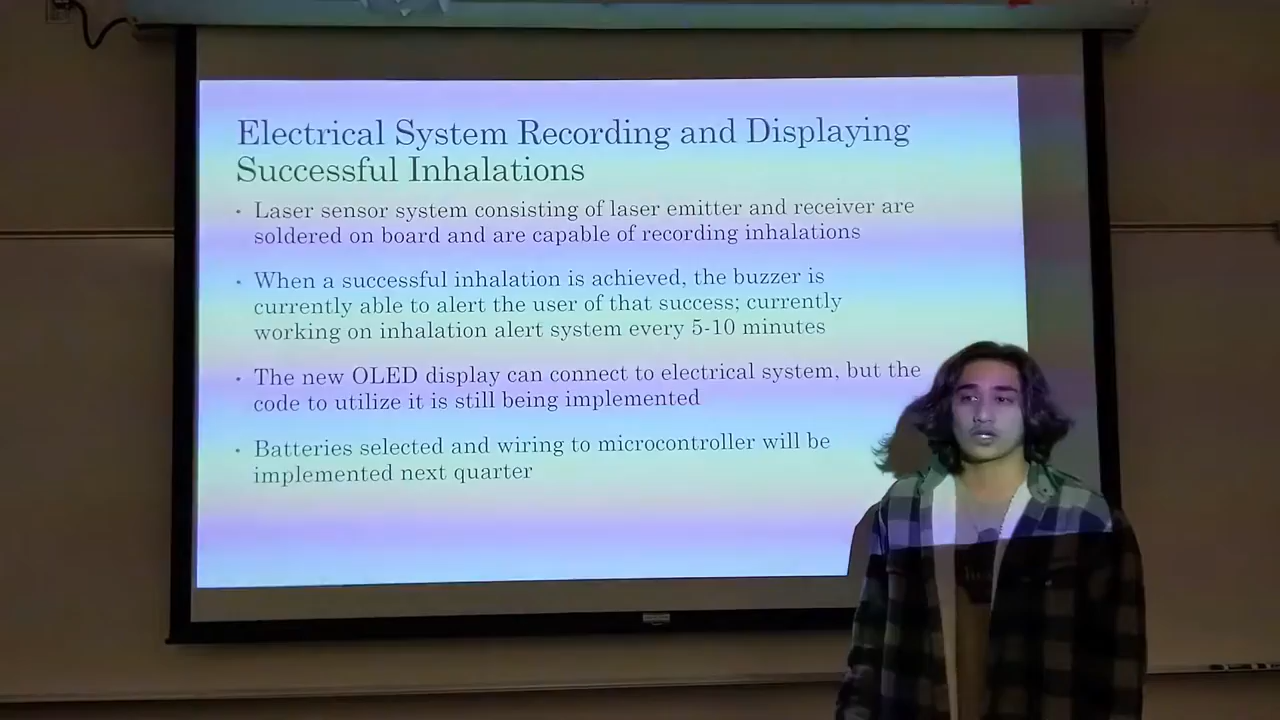 Electrical System Recording and Displaying
Successful Inhalations
• Laser sensor system consisting of laser emitter and receiver are
soldered on board and are capable of recording inhalations
• When a successful inhalation is achieved, the buzzer is
currently able to alert the user of that success; currently
working on inhalation alert system every 5-10 minutes
• The new OLED display can connect to electrical system, but the
code to utilize it is still being implemented
• Batteries selected and wiring to microcontroller will be
implemented next quarter